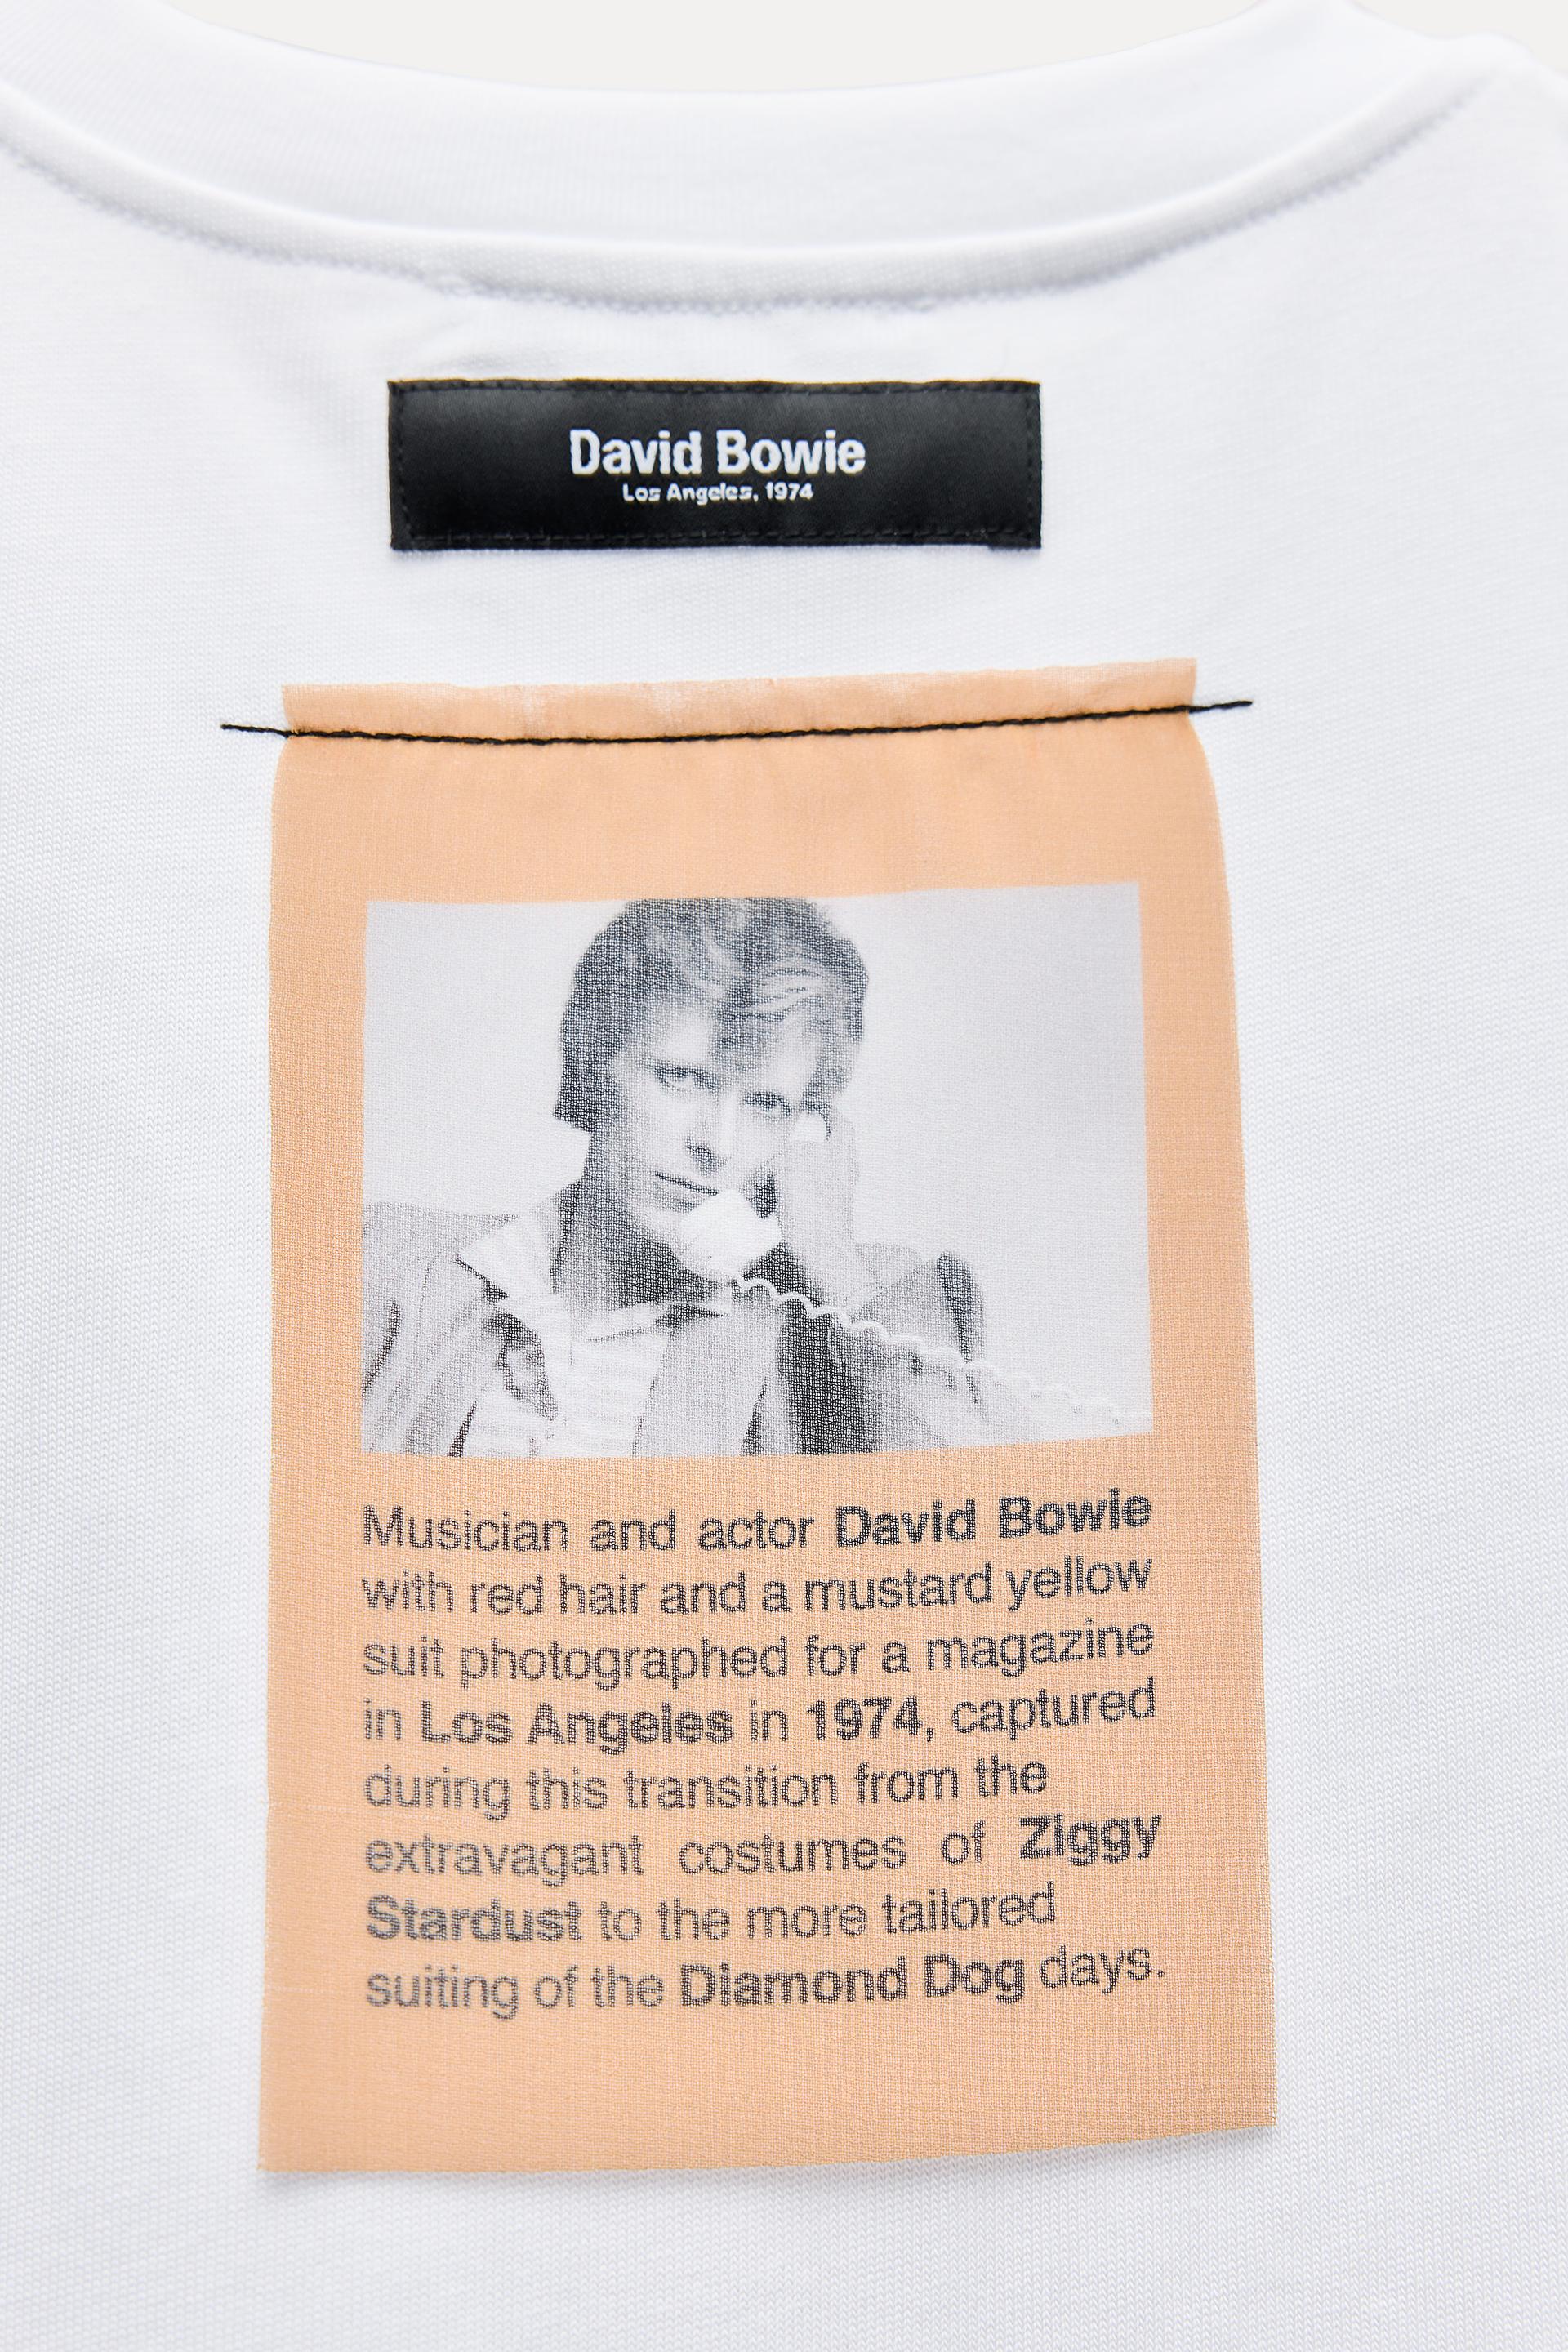 David Bowie
Los Angeles, 1974
Musician and actor David Bowie
with red hair and a mustard yellow
suit photographed for a magazine
in Los Angeles in 1974, captured
during this transition from the
extravagant costumes of Ziggy
Stardust to the more tailored
suiting of the Diamond Dog days.